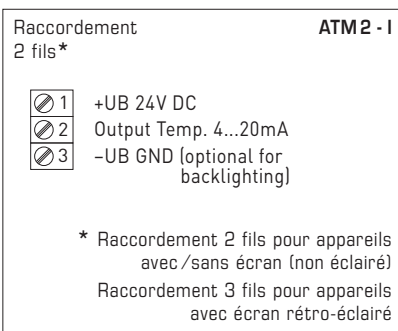 Raccordement ATM 2 - I
2 fils*
1 +UB 24V DC
2 Output Temp. 4...20mA
3 –UB GND (optional for
backlighting)
* Raccordement 2 fils pour appareils
avec / sans écran (non éclairé)
Raccordement 3 fils pour appareils
avec écran rétro-éclairé